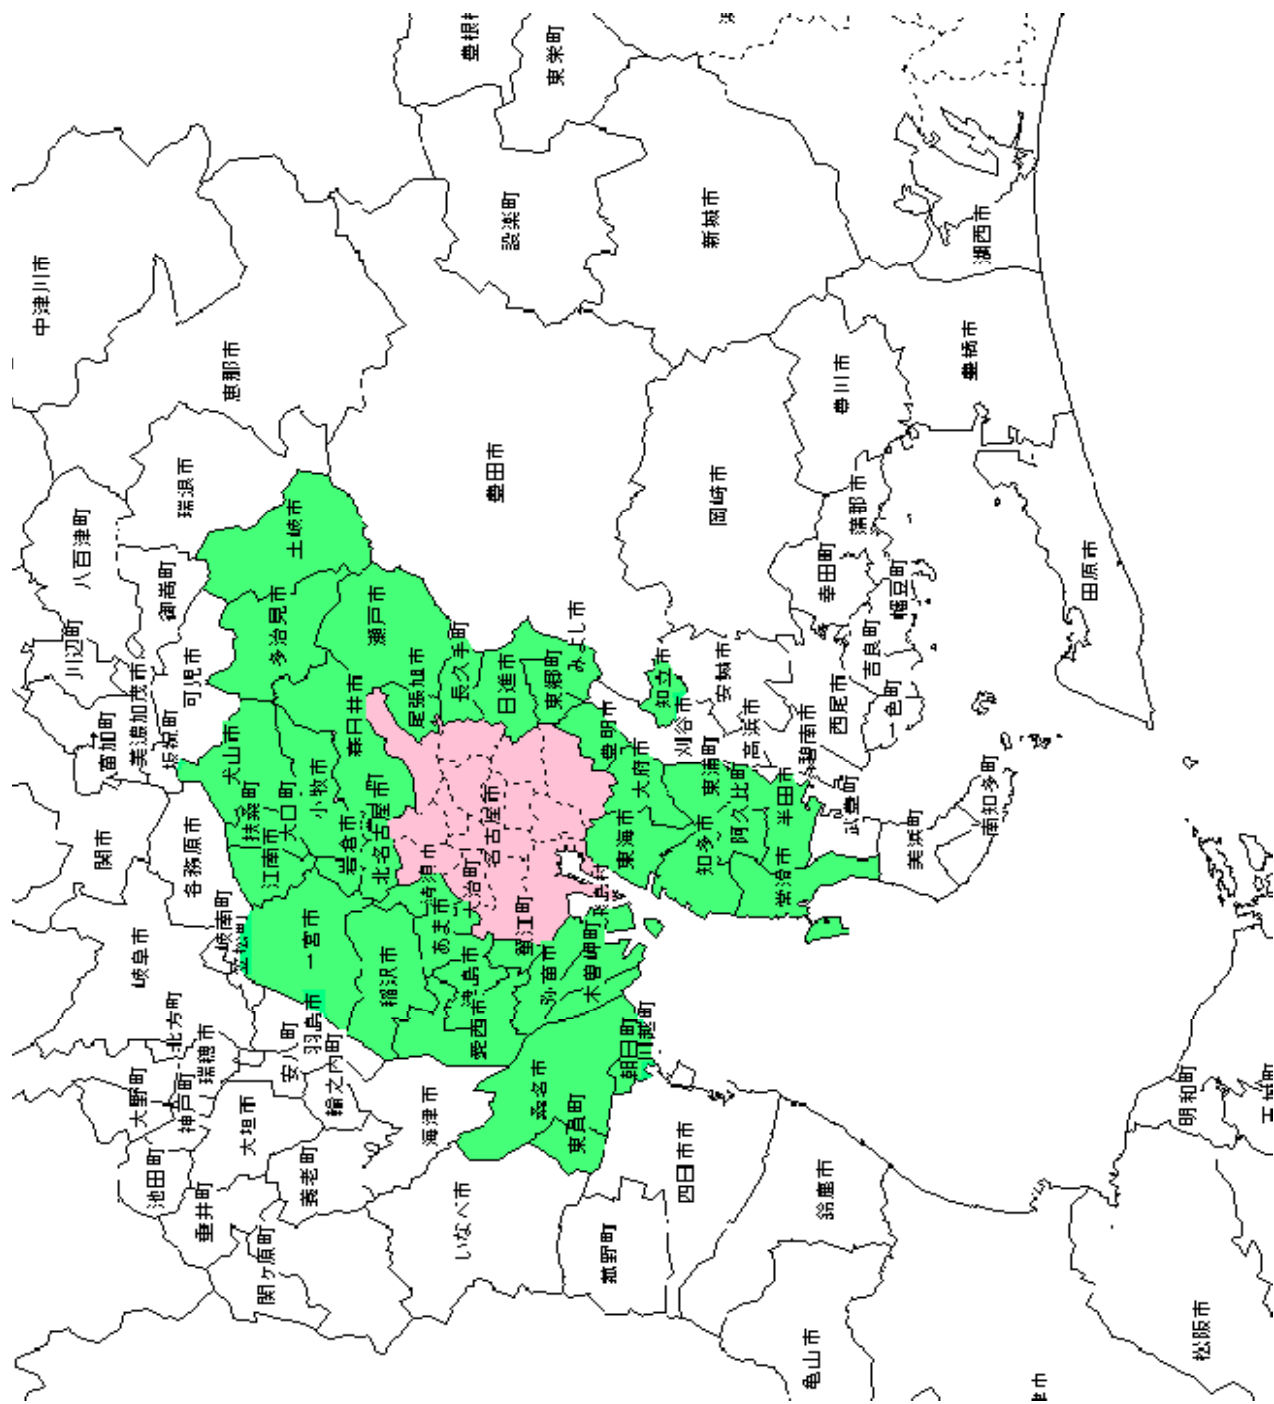 豊根村
東栄町
中津川市
設楽町
新城市
湖西市
恵那市
豊川市
豊橋市
瑞浪市
豊田市
岡崎市
蒲郡市
八百津町
土岐市
御嵩町
幸田町
幡豆町
田原市
川辺町
多治見市
瀬戸市
みよし市
吉良町
可児市
長久手町
日進市
東郷町
知立市
安城市
西尾市
一色町
美濃加茂市
富加町
坂祝町
犬山市
春日井市
尾張旭市
豊明市
刈谷市
高浜市
碧南市
扶桑町
大口町
小牧市
大府市
東浦町
半田市
武豊町
南知多町
関市
各務原市
江南市
岩倉市
北名古屋市
名古屋市
東海市
知多市
阿久比町
常滑市
美浜町
岐南町
笠松町
岐阜市
一宮市
稲沢市
清須市
あま市
大治町
蟹江町
飛島村
津島市
弥富市
木曽岬町
愛西市
北方町
瑞穂市
安八町
羽島市
輪之内町
大野町
神戸町
大垣市
海津市
桑名市
東員町
朝日町
川越町
池田町
垂井町
養老町
関ヶ原町
いなべ市
菰野町
四日市市
鈴鹿市
亀山市
明和町
玉城町
松阪市
津市